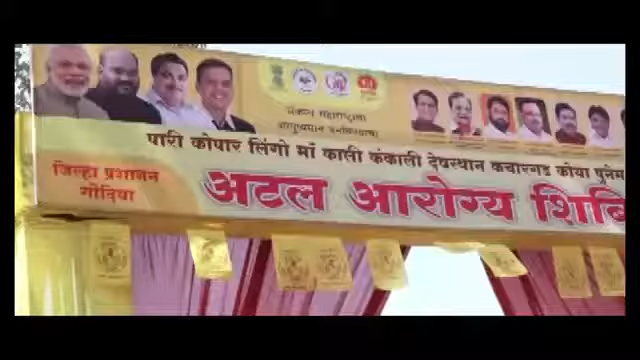 पारी कोपार लिंगो माँ काली कंकाली देवस्थान कचारगड कोया पुनेम
जिल्हा प्रशासन
गोंदिया
अटल आरोग्य शिबि